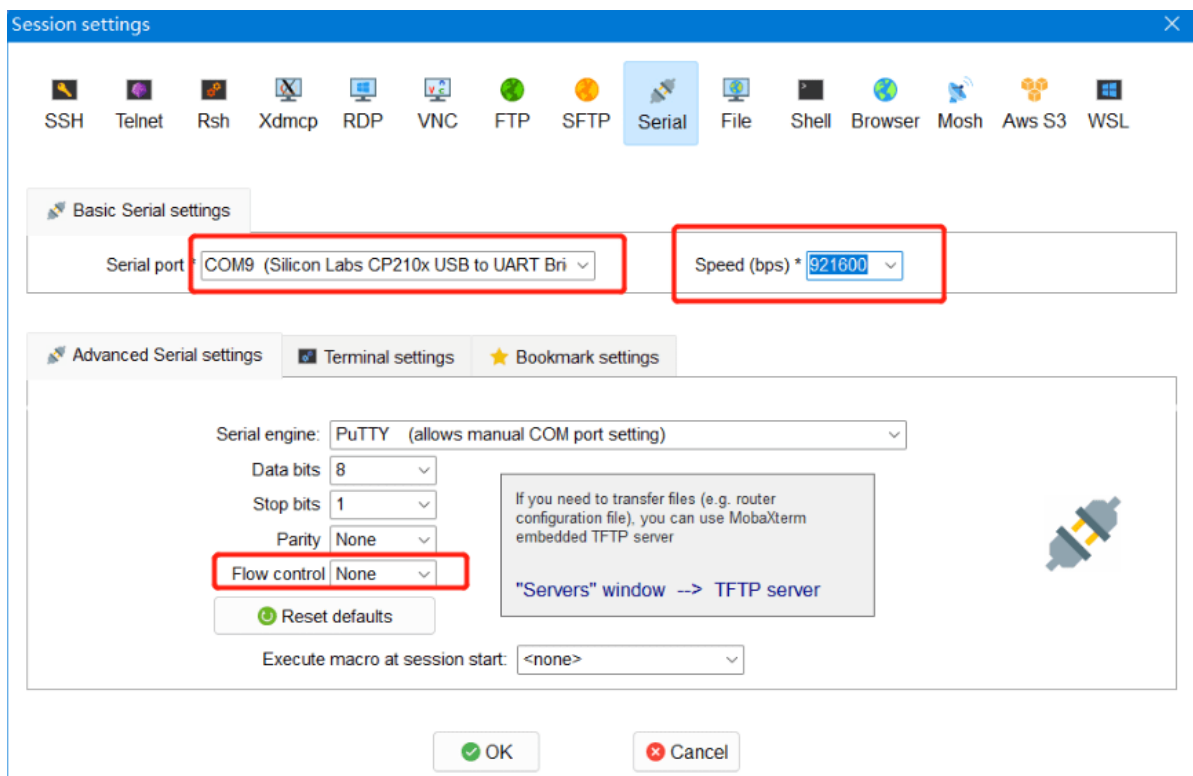 Session settings
SSH Telnet Rsh Xdmcp RDP VNC FTP SFTP Serial File Shell Browser Mosh Aws S3 WSL
Basic Serial settings
Serial port * COM9 (Silicon Labs CP210x USB to UART Bri Speed (bps) * 921600
Advanced Serial settings Terminal settings Bookmark settings
Serial engine: PuTTY (allows manual COM port setting)
Data bits 8
Stop bits 1
Parity None
Flow control None
Reset defaults
If you need to transfer files (e.g. router
configuration file), you can use MobaXterm
embedded TFTP server
"Servers" window --> TFTP server
Execute macro at session start: <none>
OK Cancel